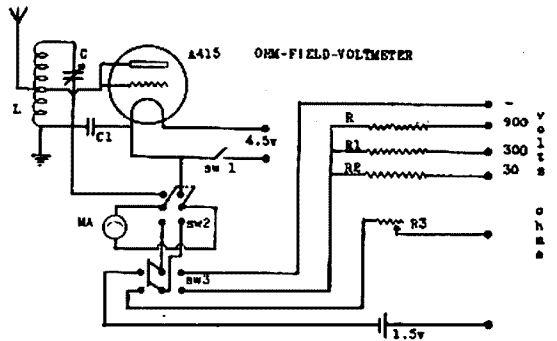 A415 OHM-FIELD-VOLTMETER
C
L
C1
4.5v
sw 1
-
R 900
R1 300
R2 30
volts
MA
sw2
R3
ohms
sw3
1.5v